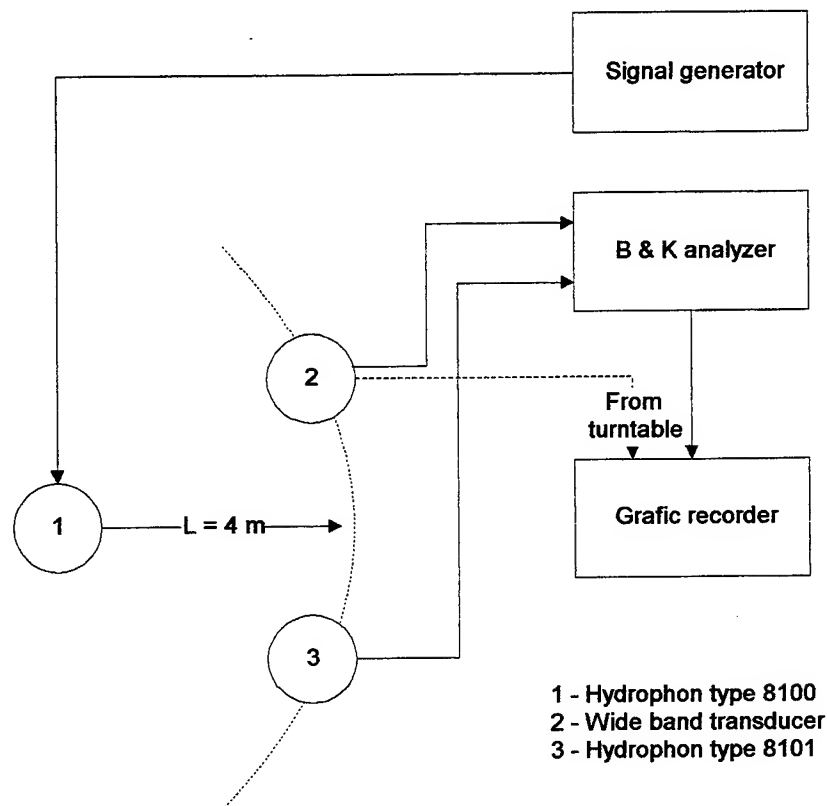 Signal generator
B & K analyzer
2
From
turntable
1
L = 4 m
Grafic recorder
3
1 - Hydrophon type 8100
2 - Wide band transducer
3 - Hydrophon type 8101